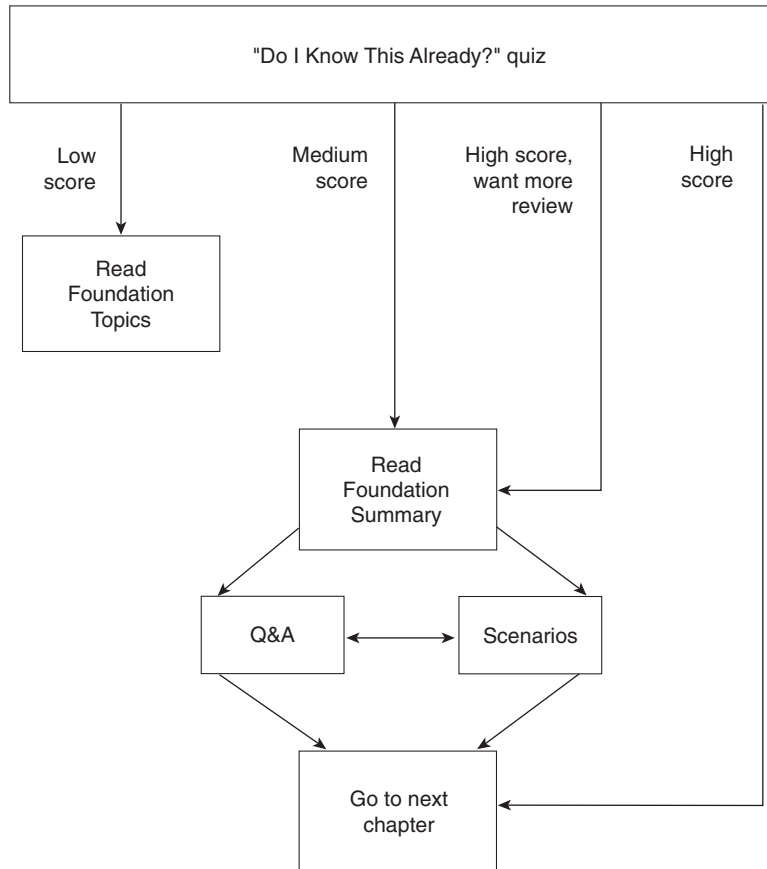 "Do I Know This Already?" quiz
Low
score
Medium
score
High score,
want more
review
High
score
Read
Foundation
Topics
Read
Foundation
Summary
Q&A
Scenarios
Go to next
chapter